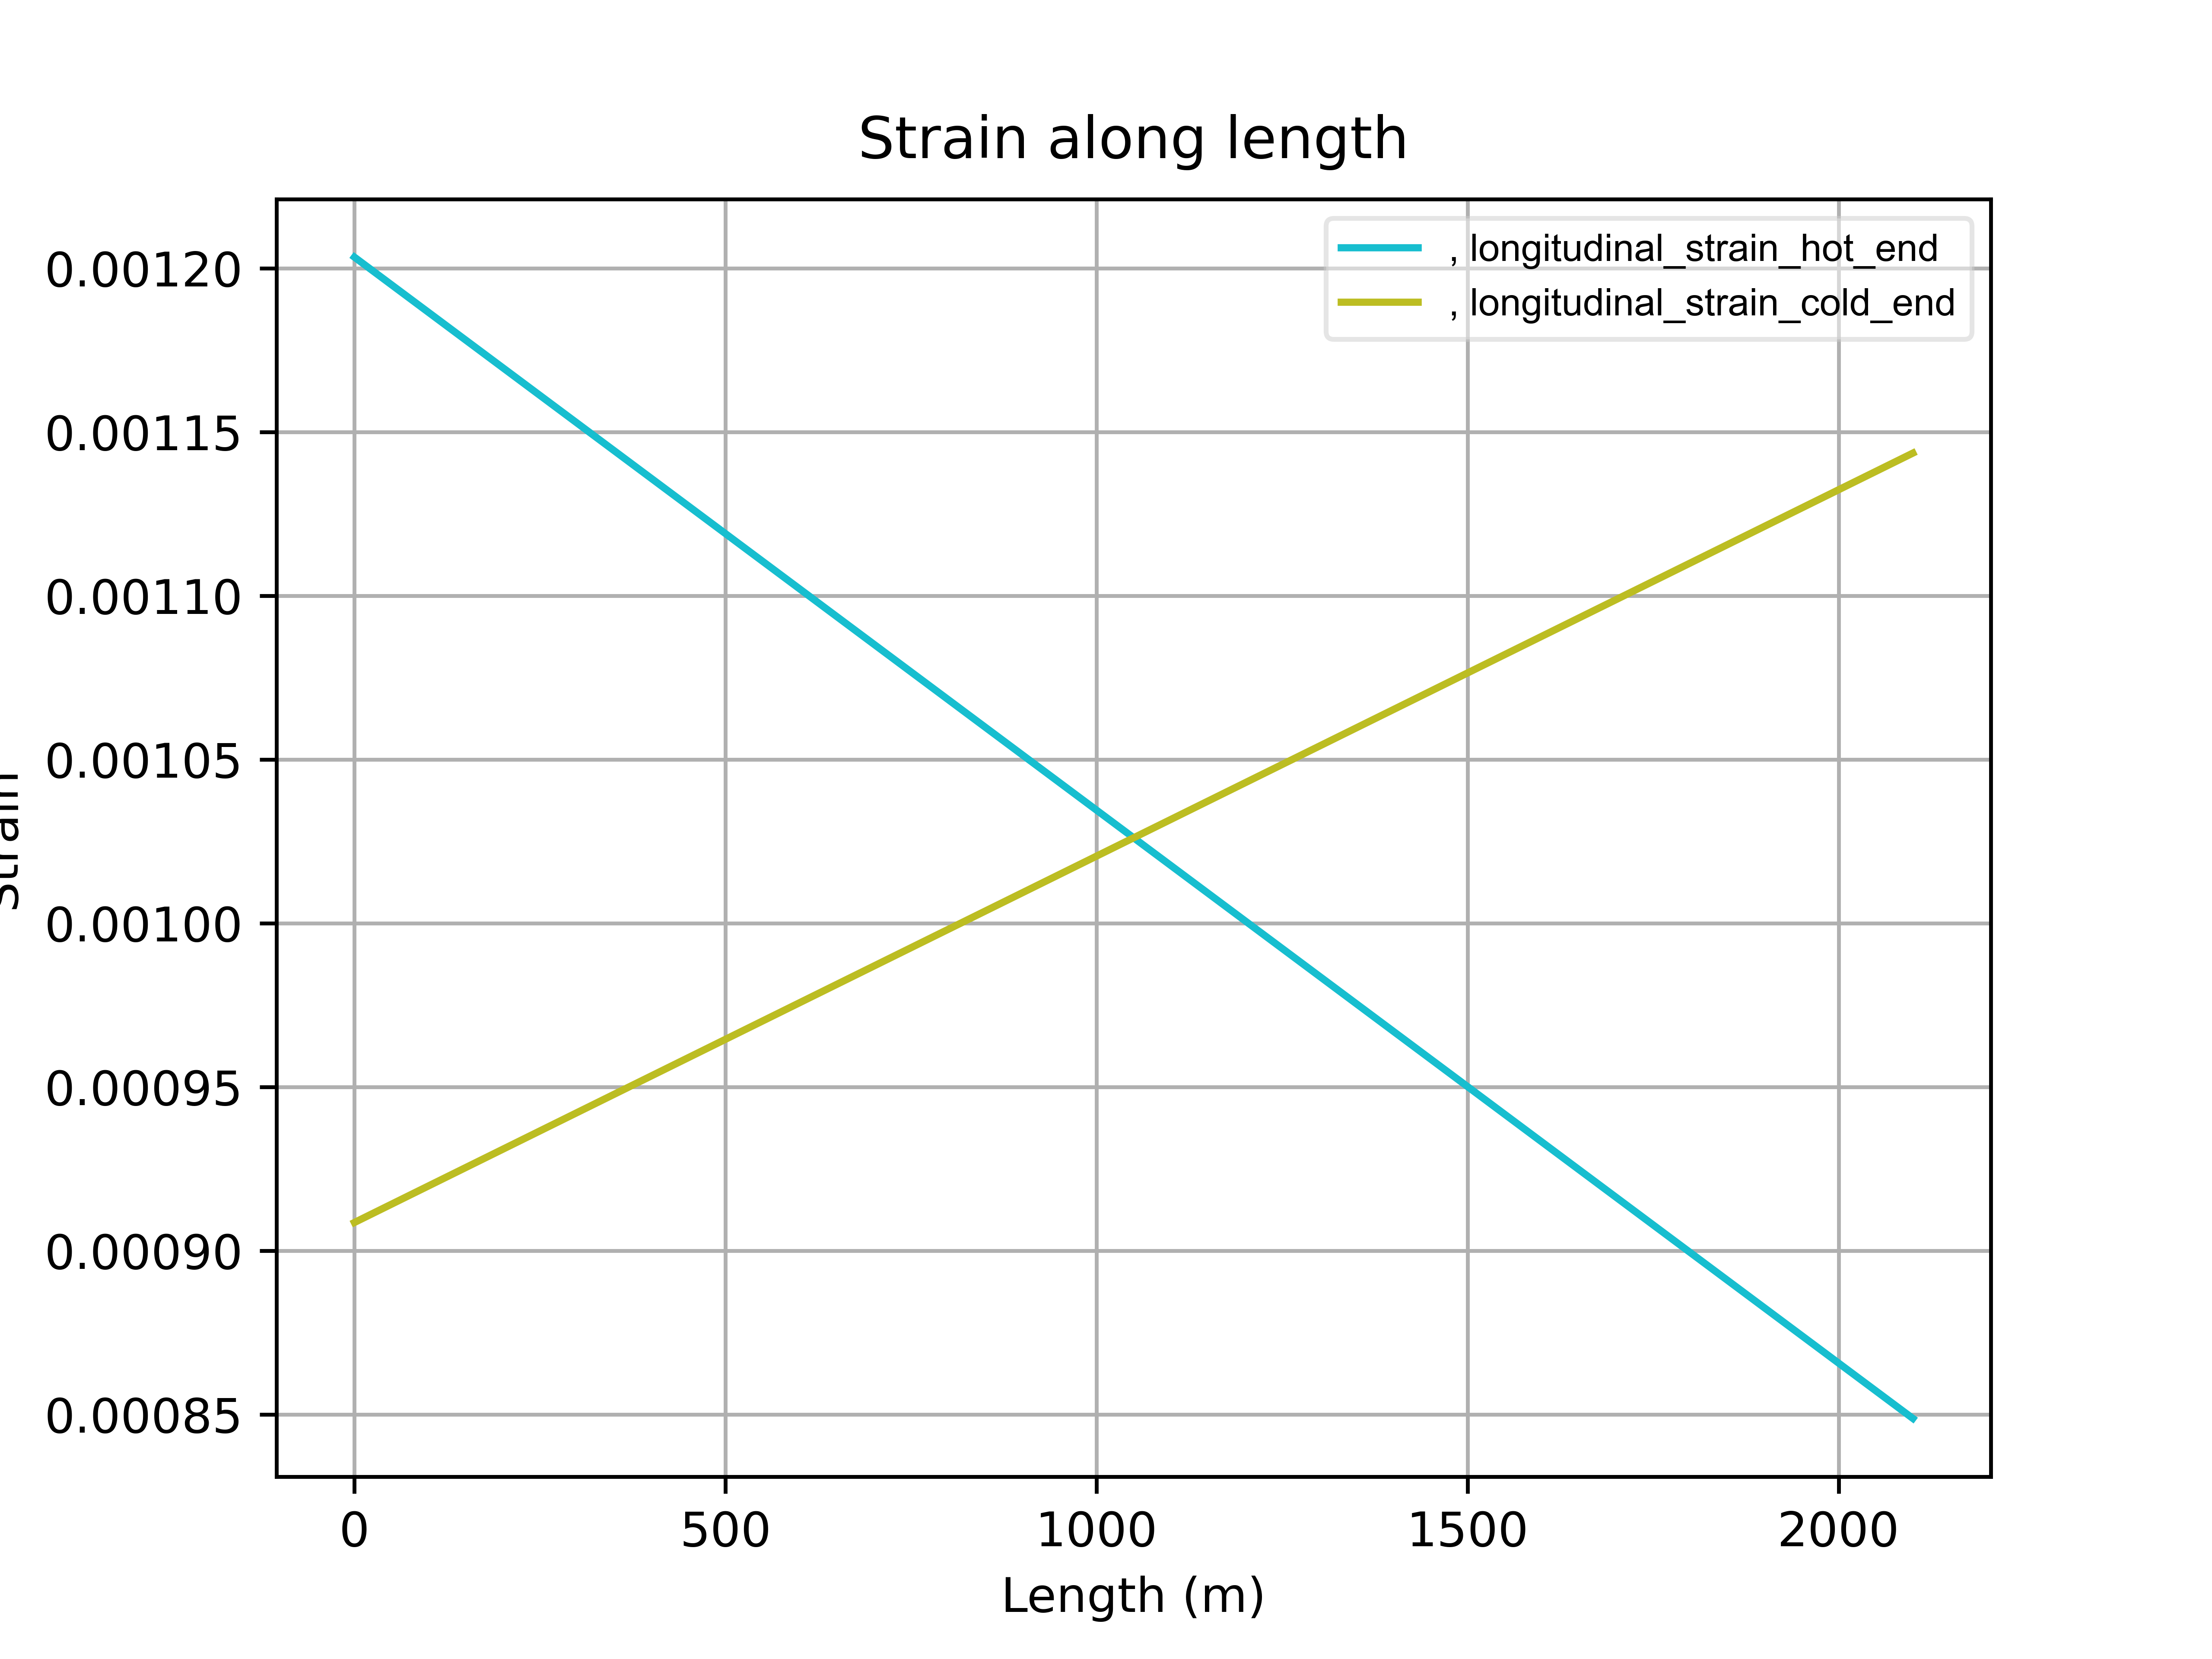 Strain along length
, longitudinal_strain_hot_end
, longitudinal_strain_cold_end
0.00120
0.00115
0.00110
0.00105
0.00100
0.00095
0.00090
0.00085
Strain
0 500 1000 1500 2000
Length (m)